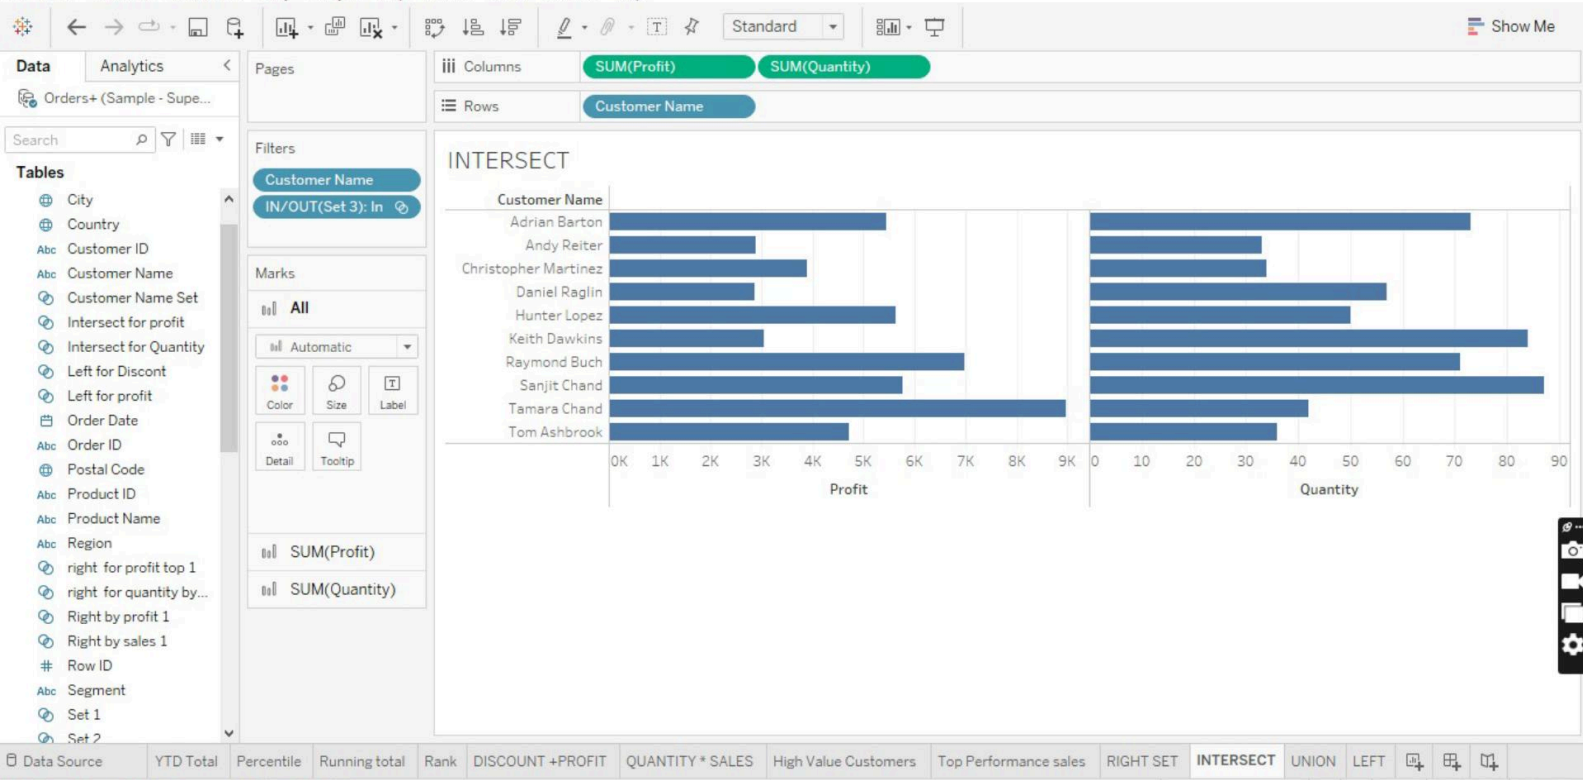 Standard
Show Me
Data
Analytics
Orders+ (Sample - Supe...
Search
Tables
City
Country
Abc Customer ID
Abc Customer Name
Customer Name Set
Intersect for profit
Intersect for Quantity
Left for Discont
Left for profit
Order Date
Abc Order ID
Postal Code
Abc Product ID
Abc Product Name
Abc Region
right for profit top 1
right for quantity by...
Right by profit 1
Right by sales 1
# Row ID
Abc Segment
Set 1
Set 2
Pages
Filters
Customer Name
IN/OUT(Set 3): In
Marks
All
Automatic
Color
Size
Label
Detail
Tooltip
SUM(Profit)
SUM(Quantity)
Columns
SUM(Profit)
SUM(Quantity)
Rows
Customer Name
INTERSECT
Customer Name
Adrian Barton
Andy Reiter
Christopher Martinez
Daniel Raglin
Hunter Lopez
Keith Dawkins
Raymond Buch
Sanjit Chand
Tamara Chand
Tom Ashbrook
0K 1K 2K 3K 4K 5K 6K 7K 8K 9K
Profit
0 10 20 30 40 50 60 70 80 90
Quantity
Data Source
YTD Total
Percentile
Running total
Rank
DISCOUNT +PROFIT
QUANTITY * SALES
High Value Customers
Top Performance sales
RIGHT SET
INTERSECT
UNION
LEFT